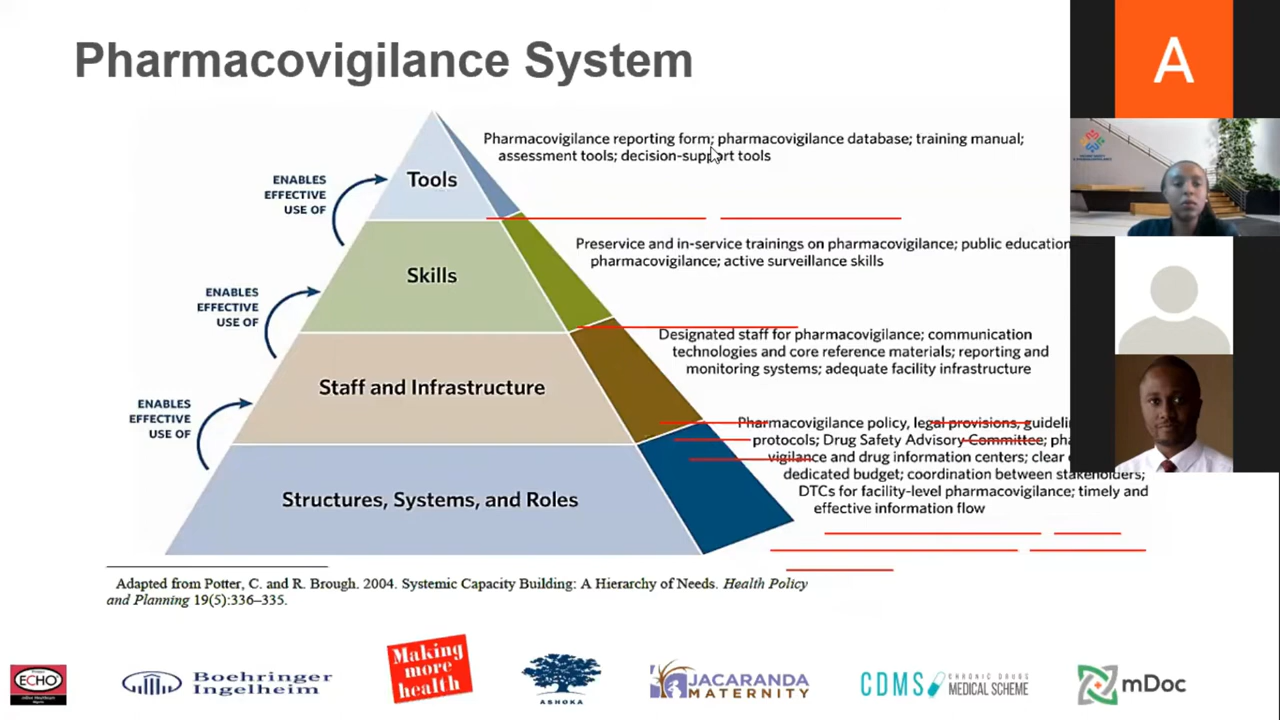 Pharmacovigilance System
A
Pharmacovigilance reporting form; pharmacovigilance database; training manual;
assessment tools; decision-support tools
Tools
ENABLES
EFFECTIVE
USE OF
Preservice and in-service trainings on pharmacovigilance; public education
pharmacovigilance; active surveillance skills
Skills
ENABLES
EFFECTIVE
USE OF
Designated staff for pharmacovigilance; communication
technologies and core reference materials; reporting and
monitoring systems; adequate facility infrastructure
Staff and Infrastructure
ENABLES
EFFECTIVE
USE OF
Pharmacovigilance policy, legal provisions,
protocols; Drug Safety Advisory Committee;
vigilance and drug information centers; clear
dedicated budget; coordination between stakeholders;
DTCs for facility-level pharmacovigilance; timely and
effective information flow
Structures, Systems, and Roles
Adapted from Potter, C. and R. Brough. 2004. Systemic Capacity Building: A Hierarchy of Needs. Health Policy
and Planning 19(5):336–335.
ECHO
Boehringer
Ingelheim
Making
more
health
ASHOKA
JACARANDA
MATERNITY
CDMS
CHRONIC DRUGS
MEDICAL SCHEME
mDoc